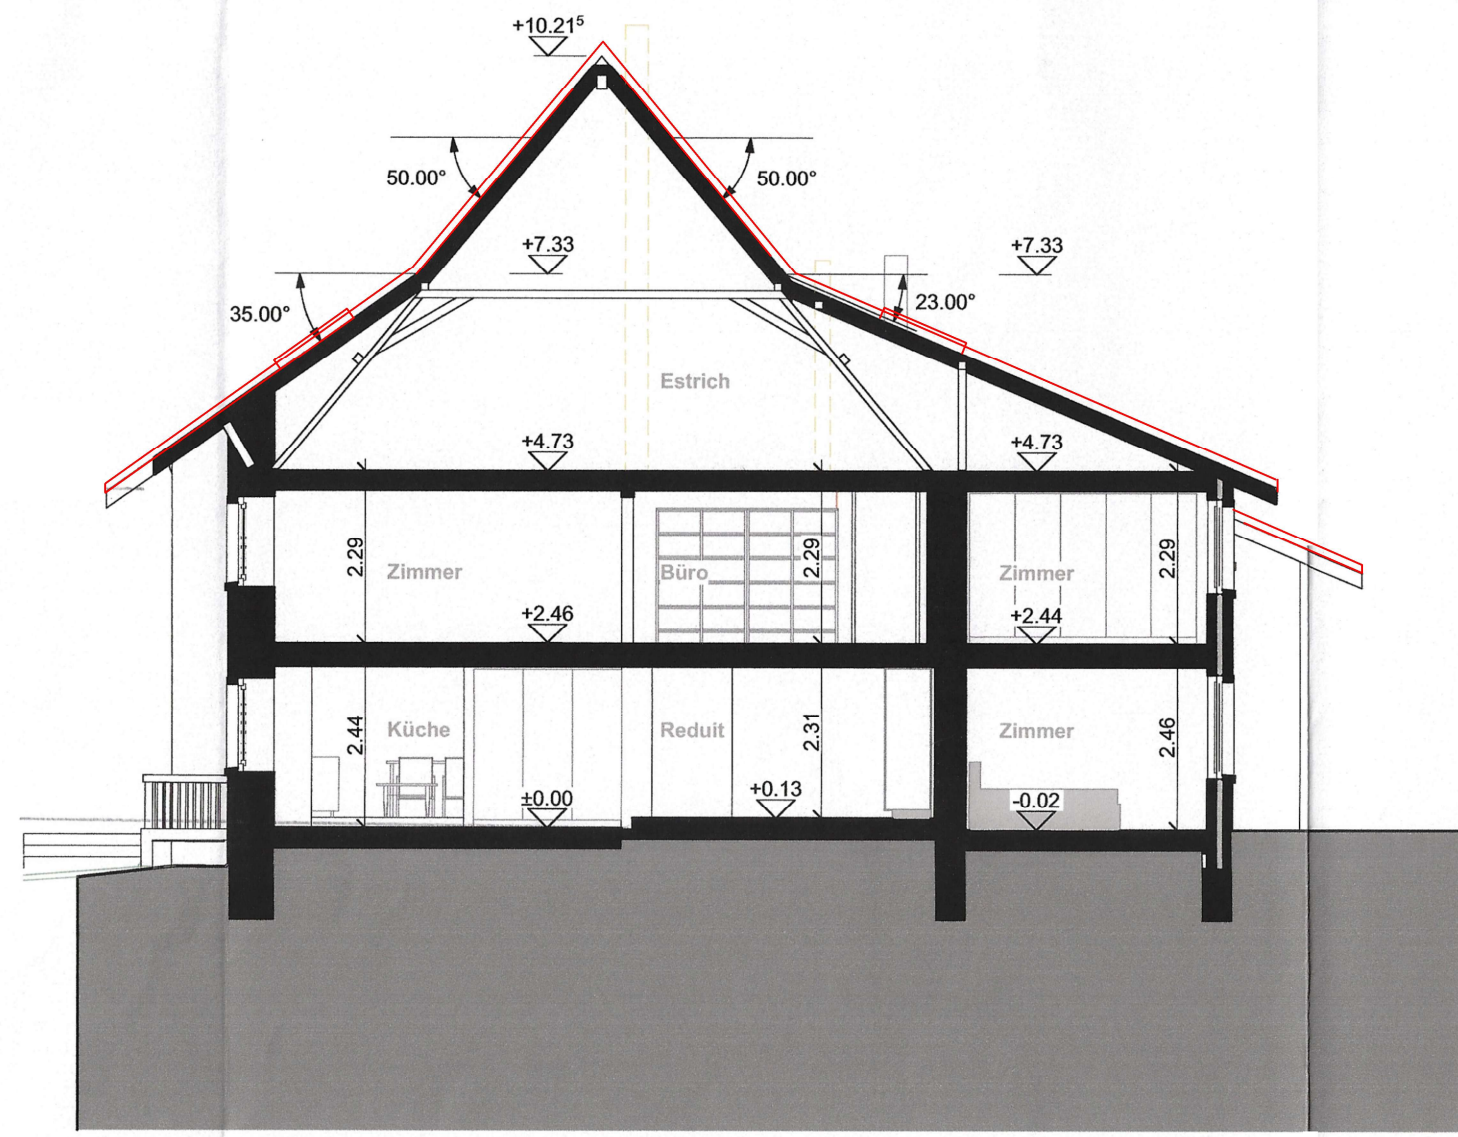 +10.21⁵
50.00°
50.00°
+7.33
+7.33
35.00°
23.00°
Estrich
+4.73
+4.73
2.29
Zimmer
Büro
2.29
Zimmer
2.29
+2.46
+2.44
2.44
Küche
Reduit
2.31
Zimmer
2.46
±0.00
+0.13
-0.02